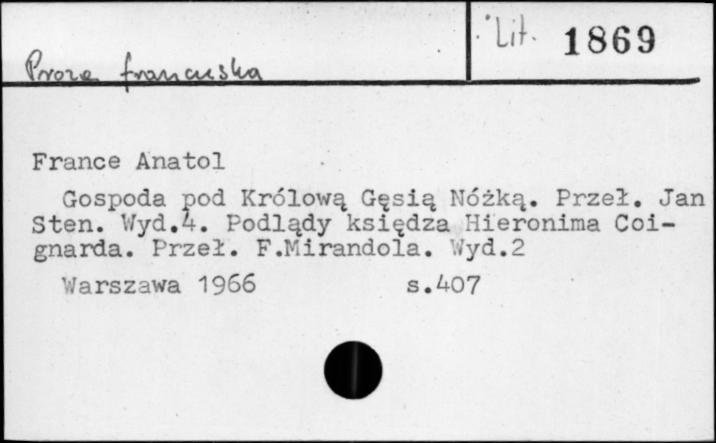 Lit. 1869
Proza francuska
France Anatol
Gospoda pod Królową Gęsią Nóżką. Przeł. Jan
Sten. Wyd.4. Podlądy księdza Hieronima Coi-
gnarda. Przeł. F.Mirandola. Wyd.2
Warszawa 1966 s.407